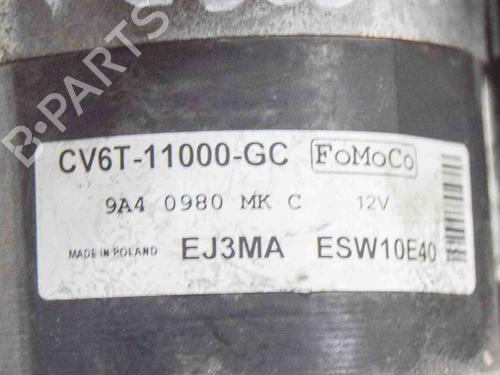 B-PARTS
CV6T-11000-GC FoMoCo
9A4 0980 MK C 12V
MADE IN POLAND EJ3MA ESW10E40